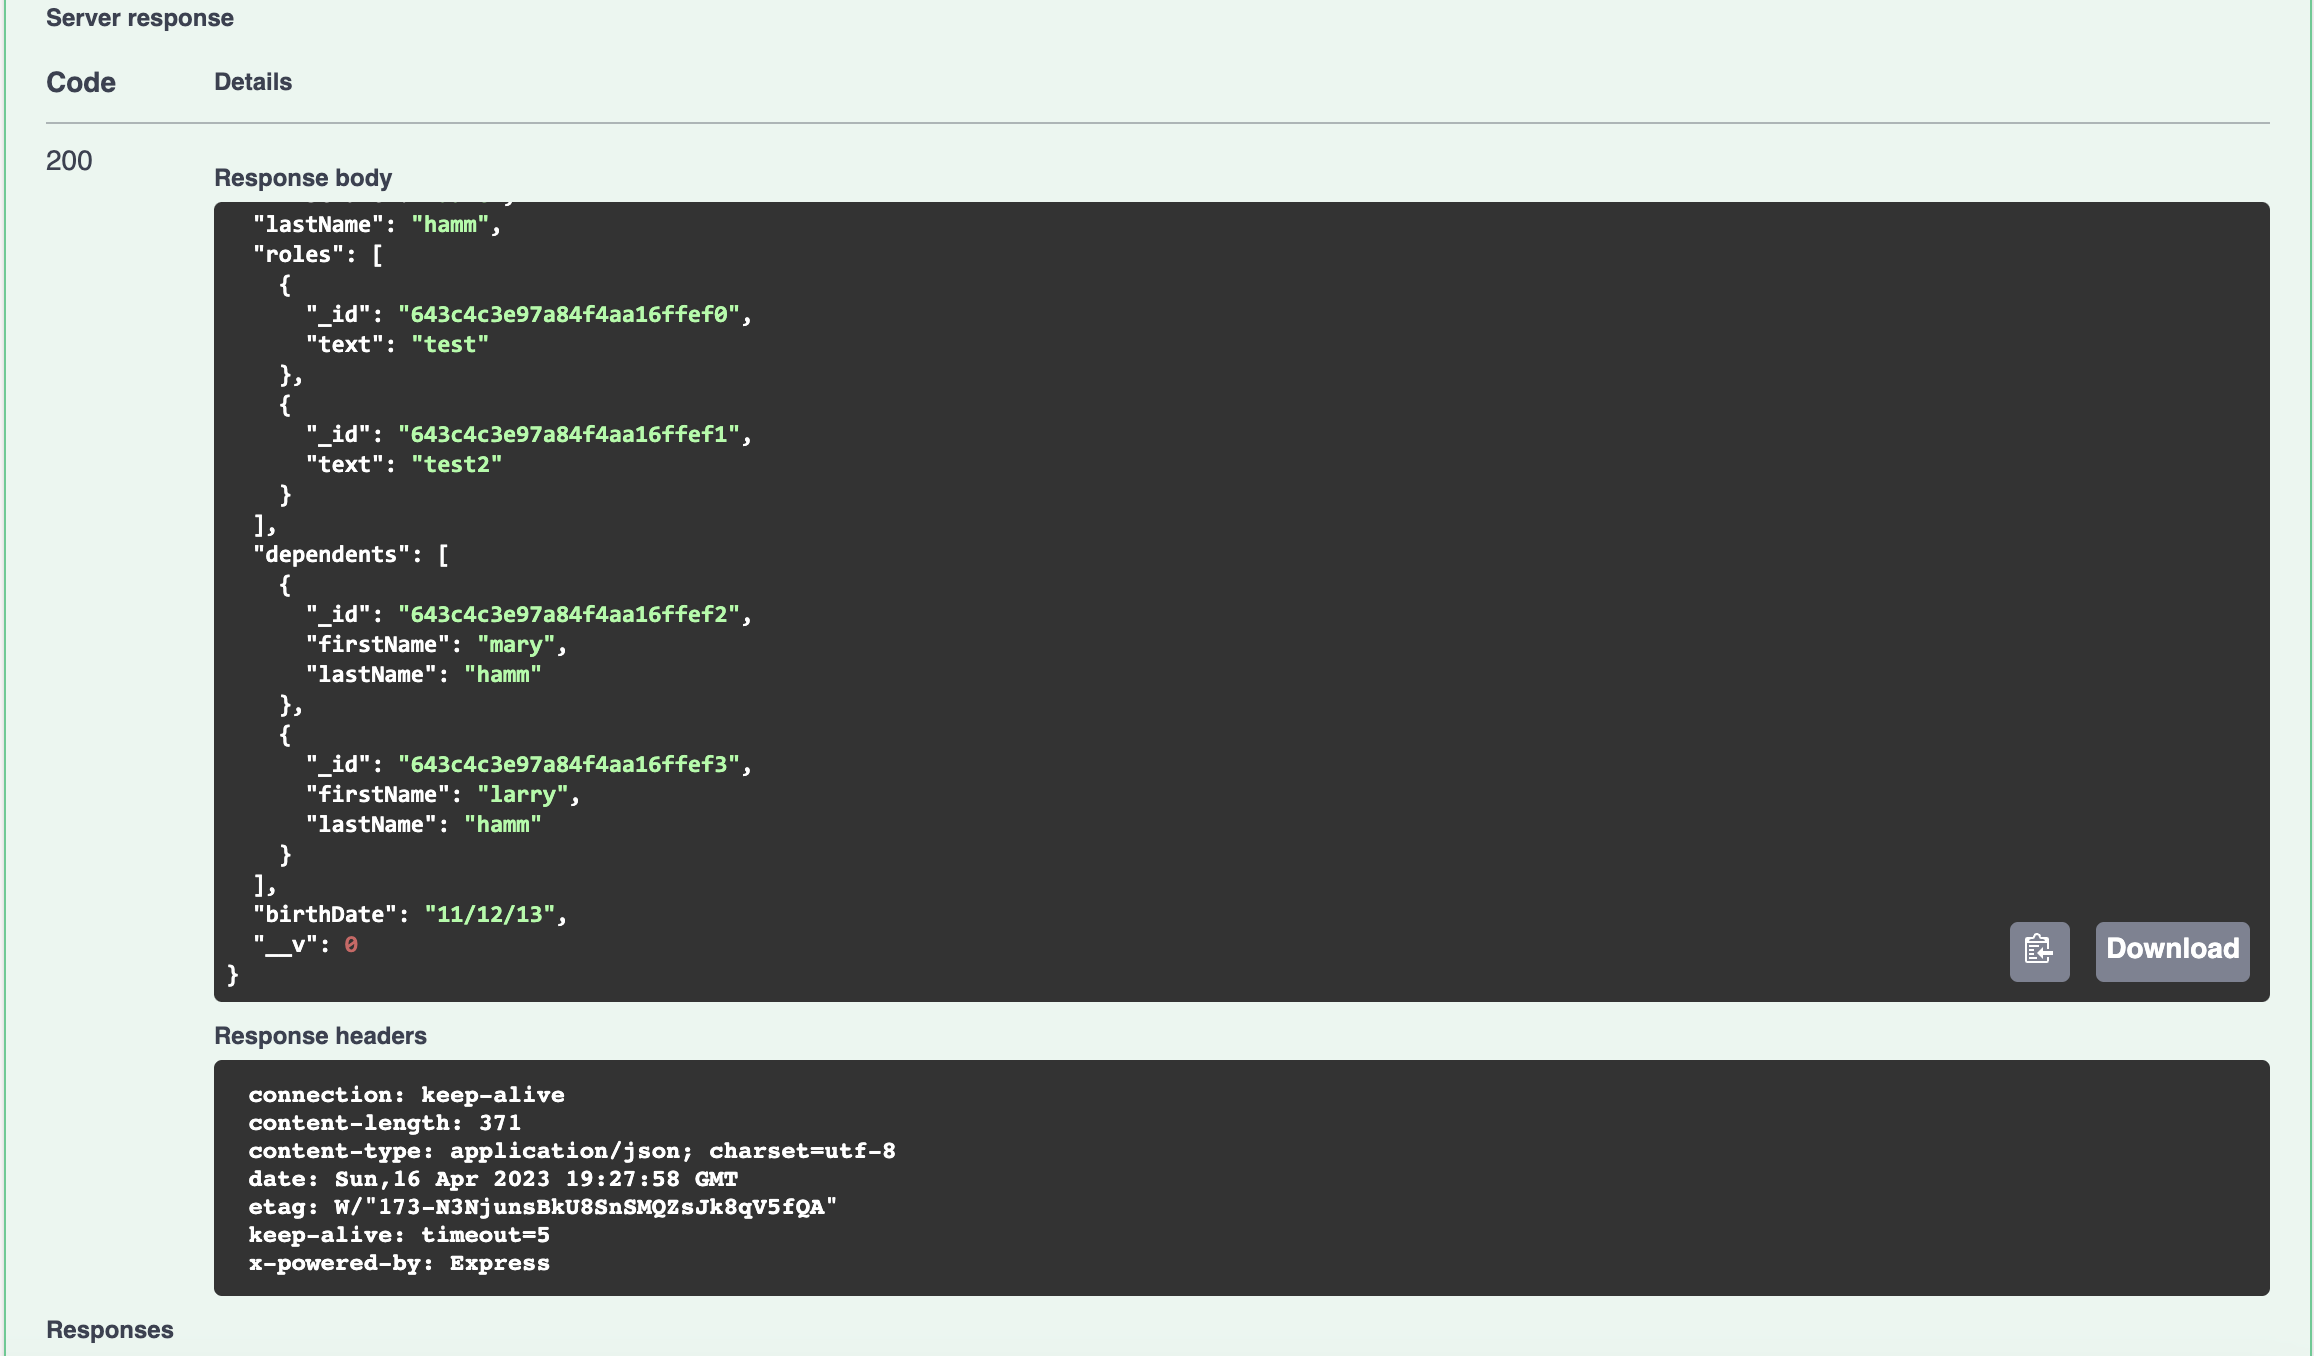 Server response
Code Details
200
Response body
"lastName": "hamm",
"roles": [
{
"_id": "643c4c3e97a84f4aa16ffef0",
"text": "test"
},
{
"_id": "643c4c3e97a84f4aa16ffef1",
"text": "test2"
}
],
"dependents": [
{
"_id": "643c4c3e97a84f4aa16ffef2",
"firstName": "mary",
"lastName": "hamm"
},
{
"_id": "643c4c3e97a84f4aa16ffef3",
"firstName": "larry",
"lastName": "hamm"
}
],
"birthDate": "11/12/13",
"__v": 0
}
Download
Response headers
connection: keep-alive
content-length: 371
content-type: application/json; charset=utf-8
date: Sun,16 Apr 2023 19:27:58 GMT
etag: W/"173-N3NjunsBkU8SnSMQZsJk8qV5fQA"
keep-alive: timeout=5
x-powered-by: Express
Responses